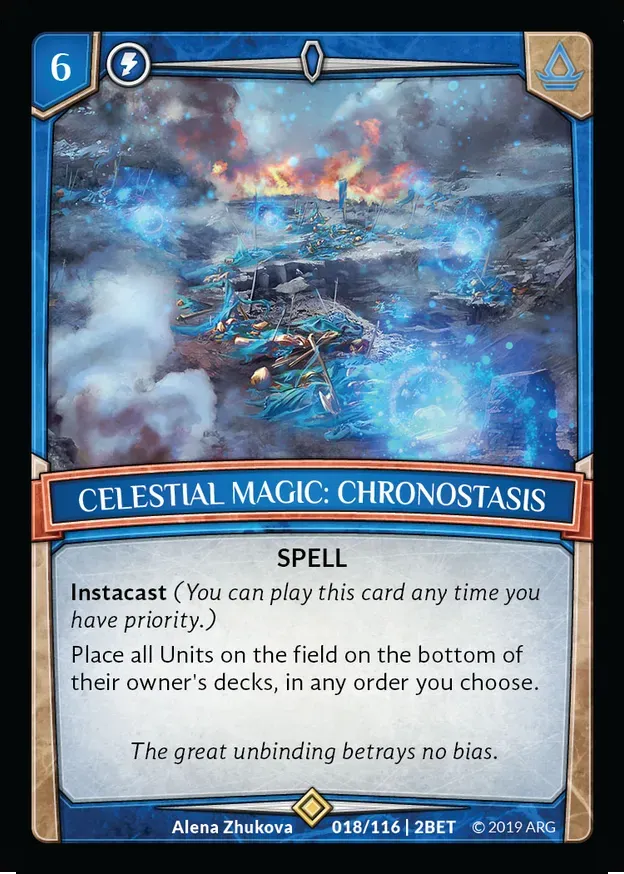 6
CELESTIAL MAGIC: CHRONOSTASIS
SPELL
Instacast (You can play this card any time you
have priority.)
Place all Units on the field on the bottom of
their owner's decks, in any order you choose.
The great unbinding betrays no bias.
Alena Zhukova 018/116 | 2BET © 2019 ARG